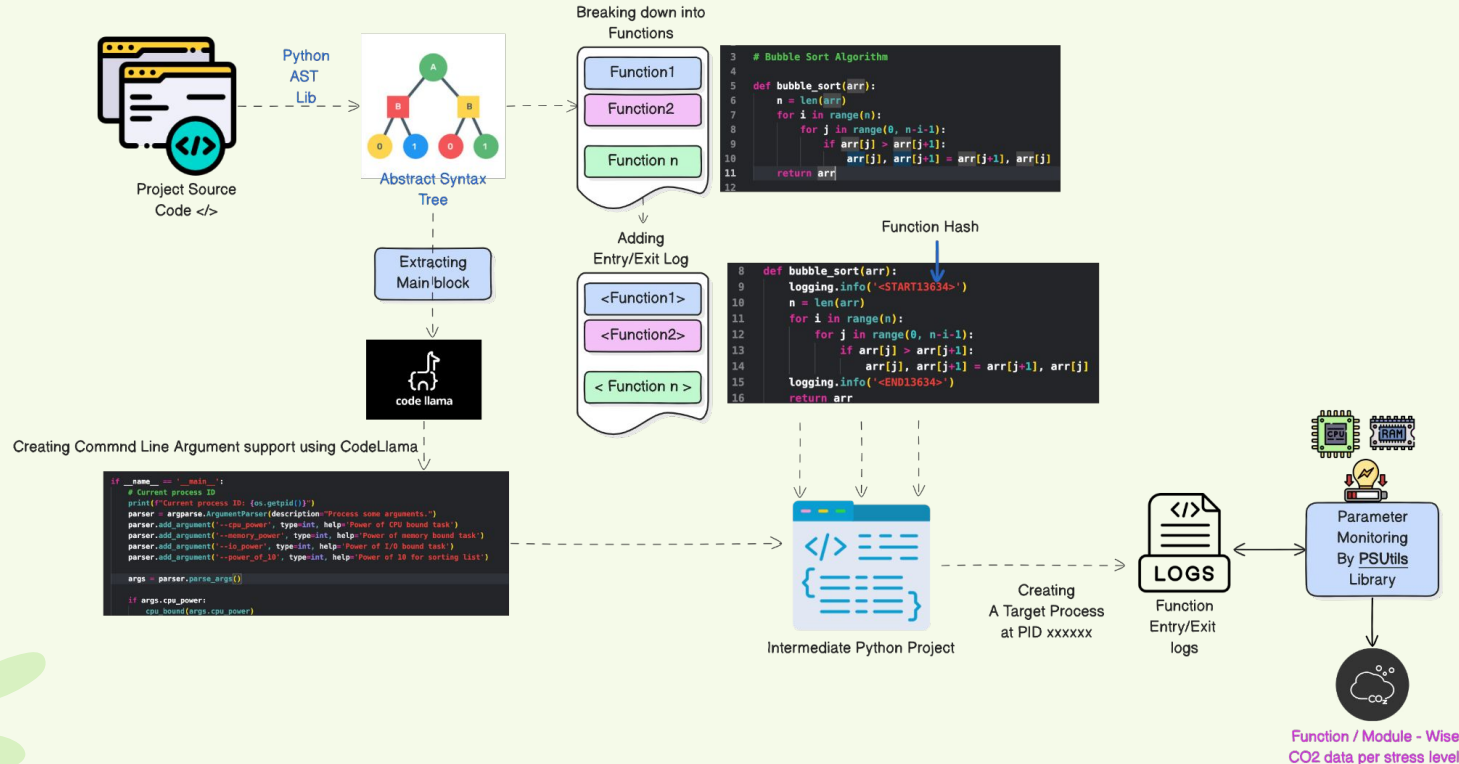 Project Source
Code </>
Python
AST
Lib
A
B
B
0
1
0
1
Abstract Syntax
Tree
Breaking down into
Functions
Function1
Function2
Function n
3 # Bubble Sort Algorithm
4
5 def bubble_sort(arr):
6 n = len(arr)
7 for i in range(n):
8 for j in range(0, n-i-1):
9 if arr[j] > arr[j+1]:
10 arr[j], arr[j+1] = arr[j+1], arr[j]
11 return arr
12
Extracting
Main block
code llama
Creating Commnd Line Argument support using CodeLlama
if __name__ == '__main__':
# Current process ID
print(f"Current process ID: {os.getpid()}")
parser = argparse.ArgumentParser(description="Process some arguments.")
parser.add_argument('--cpu_power', type=int, help='Power of CPU bound task')
parser.add_argument('--memory_power', type=int, help='Power of memory bound task')
parser.add_argument('--io_power', type=int, help='Power of I/O bound task')
parser.add_argument('--power_of_10', type=int, help='Power of 10 for sorting list')
args = parser.parse_args()
if args.cpu_power:
cpu_bound(args.cpu_power)
Adding
Entry/Exit Log
<Function1>
<Function2>
< Function n >
Function Hash
8 def bubble_sort(arr):
9 logging.info('<START13634>')
10 n = len(arr)
11 for i in range(n):
12 for j in range(0, n-i-1):
13 if arr[j] > arr[j+1]:
14 arr[j], arr[j+1] = arr[j+1], arr[j]
15 logging.info('<END13634>')
16 return arr
</>
Intermediate Python Project
Creating
A Target Process
at PID xxxxxx
</>
LOGS
Function
Entry/Exit
logs
CPU
RAM
Parameter
Monitoring
By PSUtils
Library
CO2
Function / Module - Wise
CO2 data per stress level